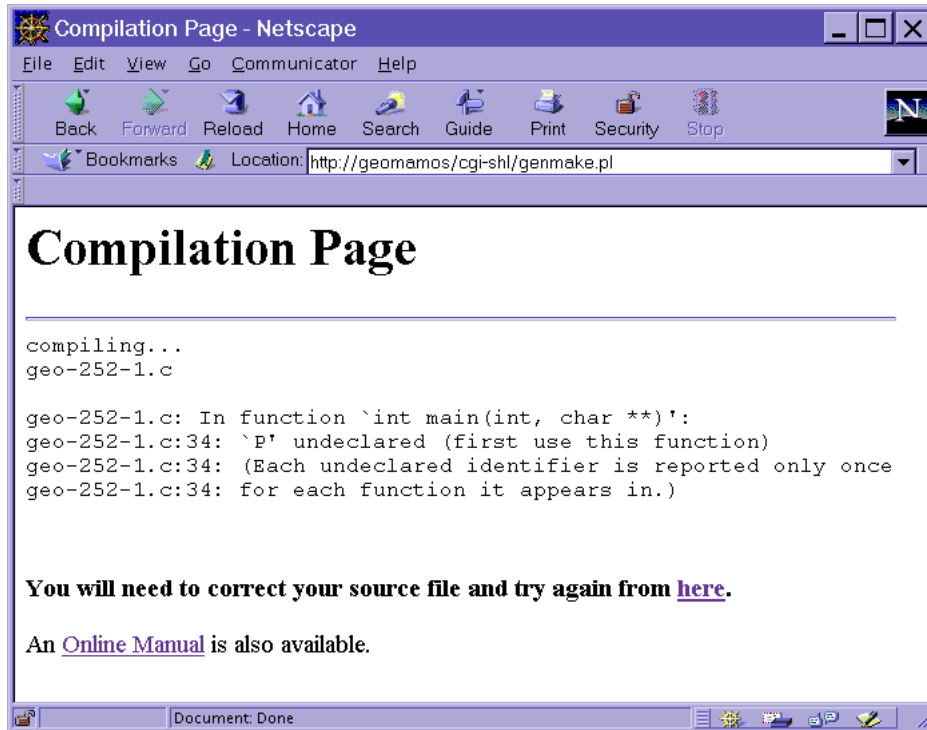 Compilation Page - Netscape
File Edit View Go Communicator Help
Back Forward Reload Home Search Guide Print Security Stop
N
Bookmarks Location: http://geomamos/cgi-shl/genmake.pl
Compilation Page
compiling...
geo-252-1.c
geo-252-1.c: In function `int main(int, char **)':
geo-252-1.c:34: `P' undeclared (first use this function)
geo-252-1.c:34: (Each undeclared identifier is reported only once
geo-252-1.c:34: for each function it appears in.)
You will need to correct your source file and try again from here.
An Online Manual is also available.
Document: Done